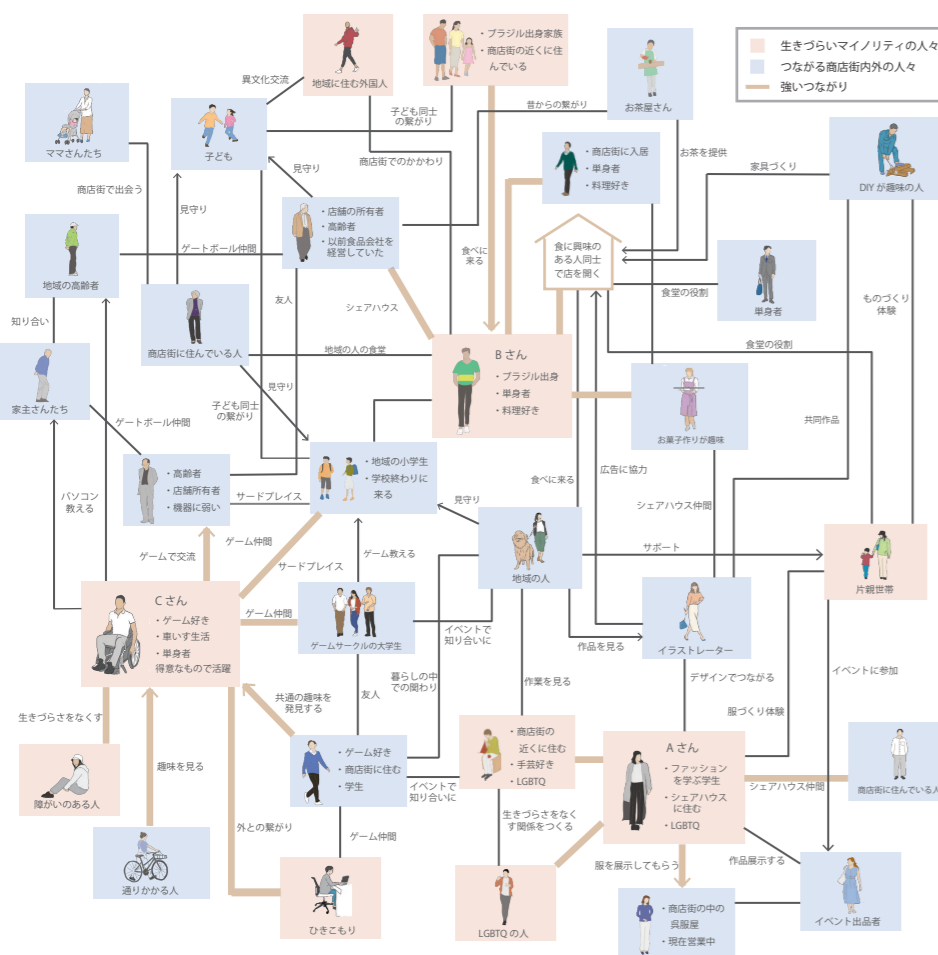 生きづらいマイノリティの人々
つながる商店街内外の人々
強いつながり
地域に住む外国人
・ブラジル出身家族
・商店街の近くに住
んでいる
お茶屋さん
異文化交流
子ども同士
の繋がり
昔からの繋がり
ママさんたち
子ども
商店街でのかかわり
・商店街に入居
・単身者
・料理好き
お茶を提供
家具づくり
DIY が趣味の人
商店街で出会う
見守り
見守り
・店舗の所有者
・高齢者
・以前食品会社を
経営していた
食べに
来る
食に興味の
ある人同士
で店を開く
地域の高齢者
ゲートボール仲間
単身者
食堂の役割
ものづくり
体験
友人
シェアハウス
知り合い
商店街に住んでいる人
地域の人の食堂
B さん
・ブラジル出身
・単身者
・料理好き
食堂の役割
家主さんたち
見守り
子ども同士
の繋がり
お菓子作りが趣味
ゲートボール仲間
共同作品
・高齢者
・店舗所有者
・機器に弱い
・地域の小学生
・学校終わりに
来る
広告に協力
食べに来る
パソコン
教える
サードプレイス
見守り
シェアハウス仲間
ゲームで交流
ゲーム仲間
サードプレイス
ゲーム教える
地域の人
サポート
片親世帯
C さん
・ゲーム好き
・車いす生活
・単身者
得意なもので活躍
ゲーム仲間
ゲームサークルの大学生
イベントで
知り合いに
作品を見る
イラストレーター
暮らしの中
での関わり
作業を見る
デザインでつながる
イベントに参加
共通の趣味を
発見する
友人
服づくり体験
生きづらさをなくす
障がいのある人
趣味を見る
・ゲーム好き
・商店街に住む
・学生
イベントで
知り合いに
・商店街の
近くに住む
・手芸好き
・LGBTQ
A さん
・ファッション
を学ぶ学生
・シェアハウス
に住む
・LGBTQ
シェアハウス仲間
商店街に住んでいる人
外との繋がり
ゲーム仲間
生きづらさをなく
す関係をつくる
通りかかる人
服を展示してもらう
作品展示する
ひきこもり
LGBTQ の人
・商店街の中の
呉服屋
・現在営業中
イベント出品者